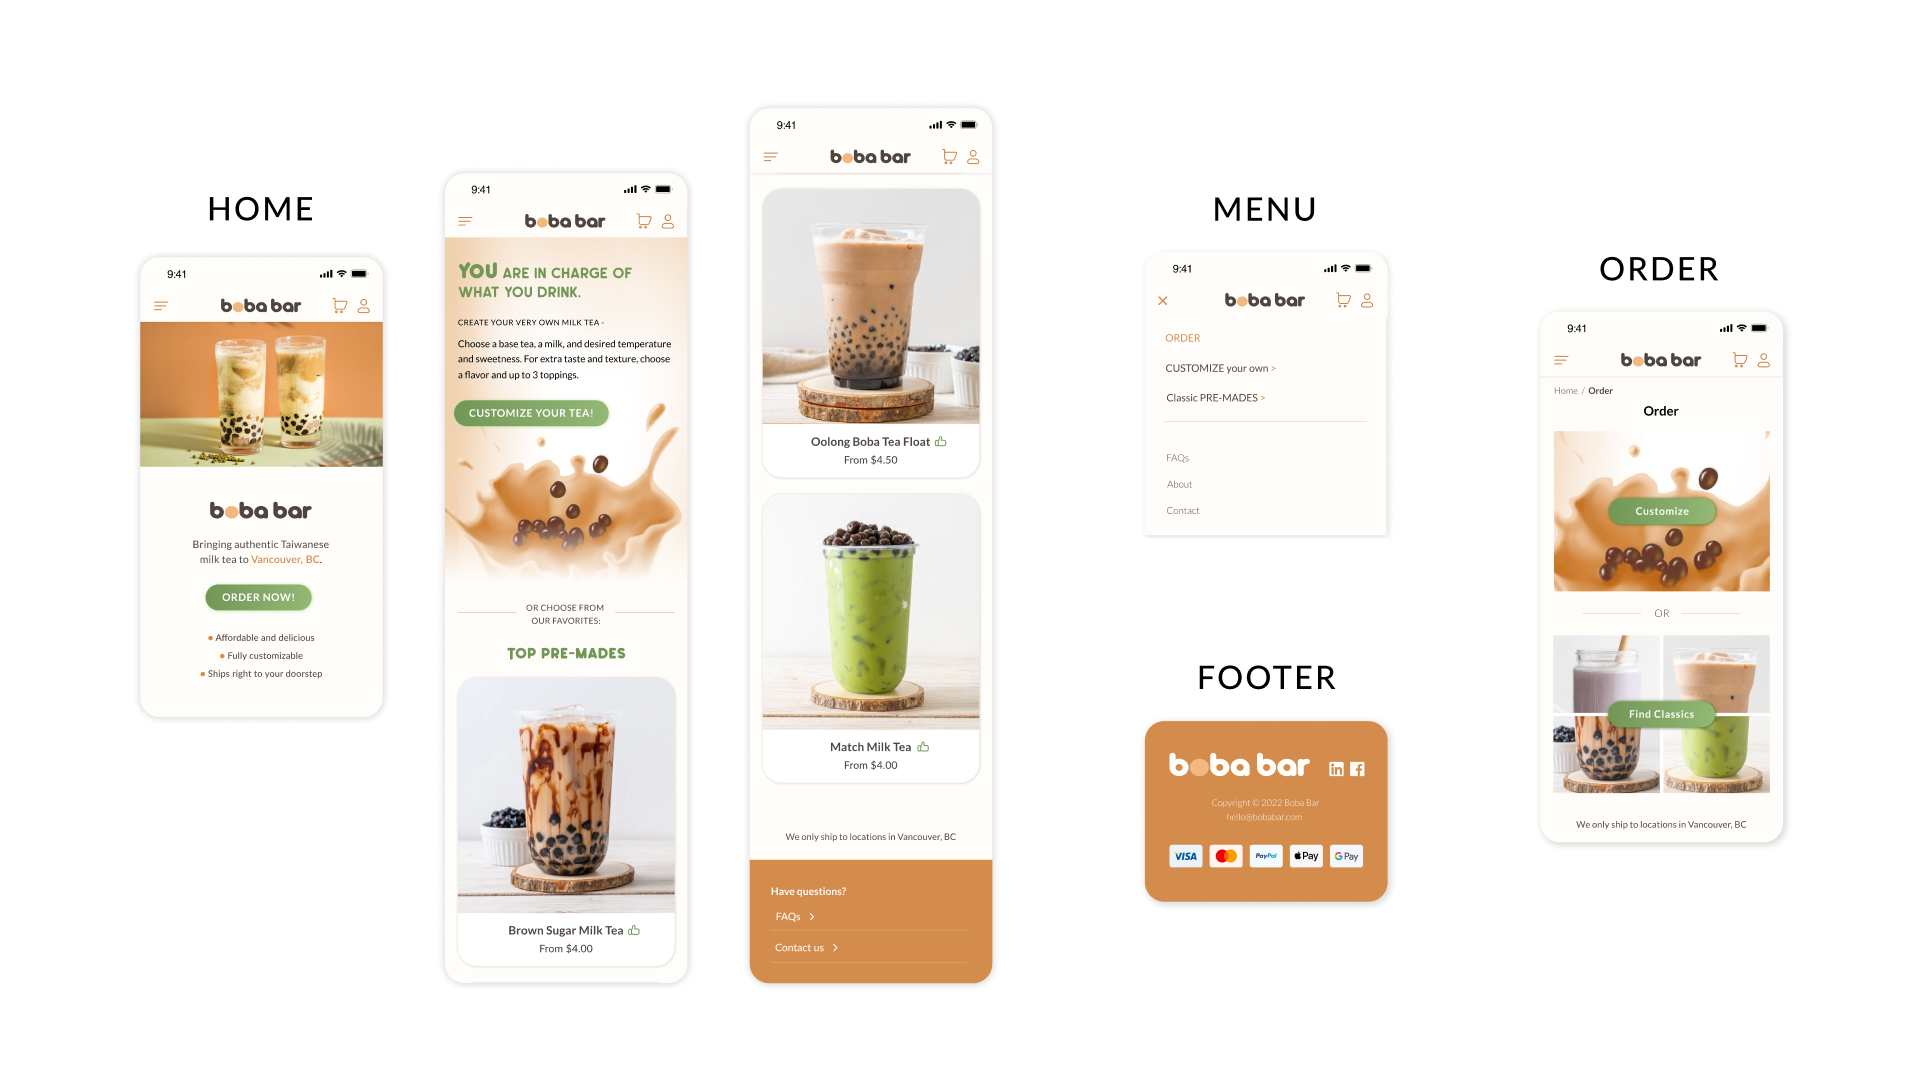 HOME
9:41
boba bar
boba bar
Bringing authentic Taiwanese
milk tea to Vancouver, BC.
ORDER NOW!
Affordable and delicious
Fully customizable
Ships right to your doorstep
9:41
boba bar
YOU ARE IN CHARGE OF
WHAT YOU DRINK.
CREATE YOUR VERY OWN MILK TEA -
Choose a base tea, a milk, and desired temperature
and sweetness. For extra taste and texture, choose
a flavor and up to 3 toppings.
CUSTOMIZE YOUR TEA!
OR CHOOSE FROM
OUR FAVORITES:
TOP PRE-MADES
Brown Sugar Milk Tea
From $4.00
9:41
boba bar
Oolong Boba Tea Float
From $4.50
Match Milk Tea
From $4.00
We only ship to locations in Vancouver, BC
Have questions?
FAQs >
Contact us >
MENU
9:41
boba bar
ORDER
CUSTOMIZE your own >
Classic PRE-MADES >
FAQs
About
Contact
FOOTER
boba bar
Copyright © 2022 Boba Bar
hello@bobabar.com
VISA PayPal Pay G Pay
ORDER
9:41
boba bar
Home / Order
Order
Customize
OR
Find Classics
We only ship to locations in Vancouver, BC